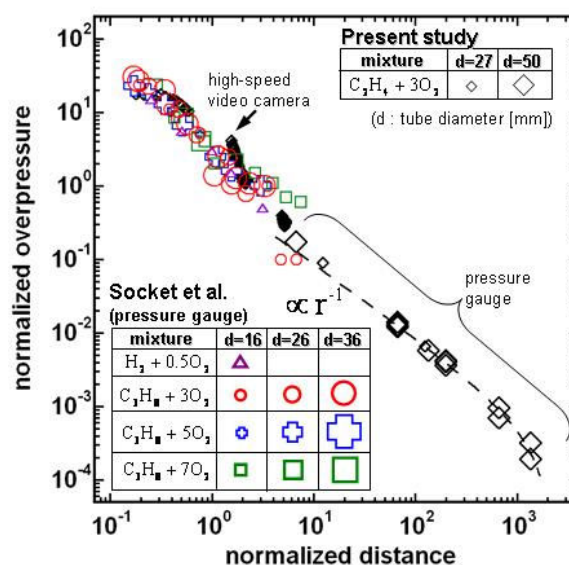 Present study
mixture d=27 d=50
C₂H₄ + 3O₂
(d : tube diameter [mm])
high-speed
video camera
pressure
gauge
∝ r⁻¹
Socket et al.
(pressure gauge)
mixture d=16 d=26 d=36
H₂ + 0.5O₂
C₃H₈ + 3O₂
C₃H₈ + 5O₂
C₃H₈ + 7O₂
normalized overpressure
10²
10¹
10⁰
10⁻¹
10⁻²
10⁻³
10⁻⁴
10⁻¹ 10⁰ 10¹ 10² 10³
normalized distance